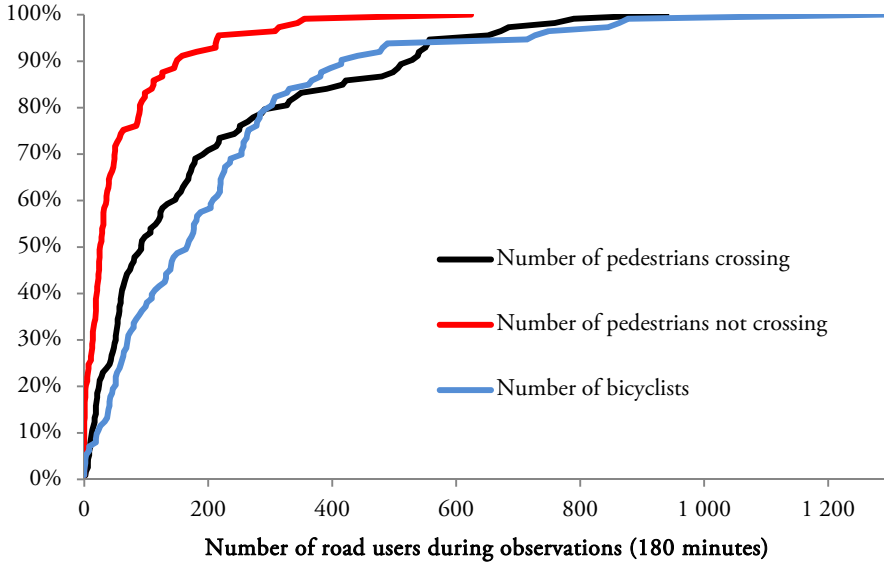 100%
90%
80%
70%
60%
50%
40%
30%
20%
10%
0%
Number of pedestrians crossing
Number of pedestrians not crossing
Number of bicyclists
0 200 400 600 800 1 000 1 200
Number of road users during observations (180 minutes)